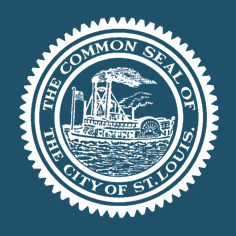 THE COMMON SEAL OF
THE CITY OF ST. LOUIS.